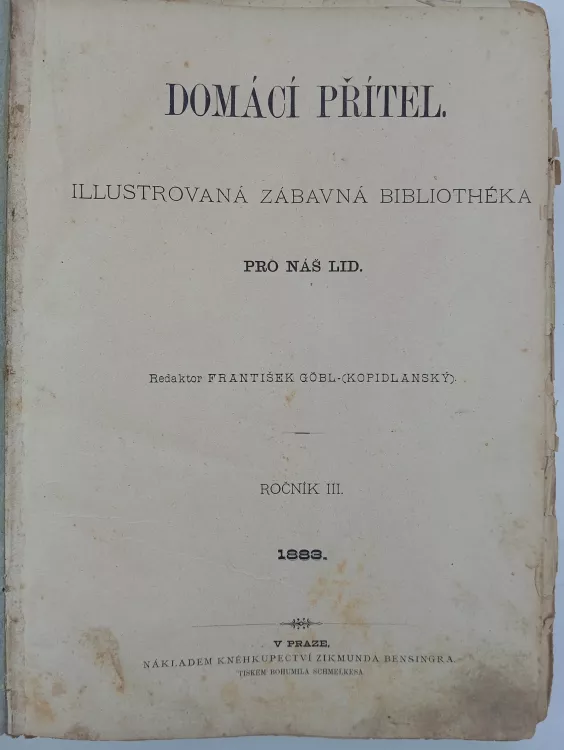 DOMÁCÍ PŘÍTEL.
ILLUSTROVANÁ ZÁBAVNÁ BIBLIOTHÉKA
PRO NÁŠ LID.
Redaktor FRANTIŠEK GÖBL-(KOPIDLANSKÝ).
ROČNÍK III.
1883.
V PRAZE,
NÁKLADEM KNĚHKUPECTVÍ ZIKMUNDA BENSINGRA.
TISKEM BOHUMILA SCHMELKESA.